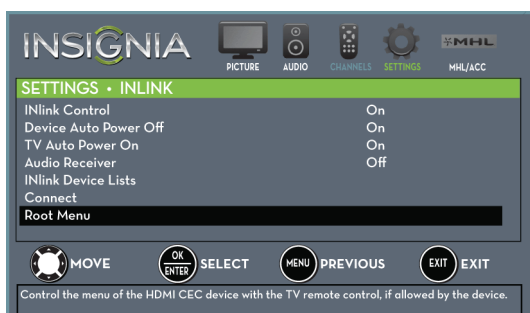 INSIGNIA
PICTURE AUDIO CHANNELS SETTINGS MHL MHL/ACC
SETTINGS • INLINK
INlink Control On
Device Auto Power Off On
TV Auto Power On On
Audio Receiver Off
INlink Device Lists
Connect
Root Menu
MOVE OK ENTER SELECT MENU PREVIOUS EXIT EXIT
Control the menu of the HDMI CEC device with the TV remote control, if allowed by the device.